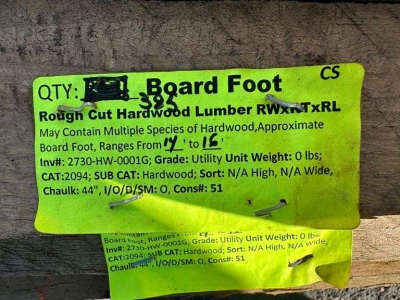 CS
QTY: 385 Board Foot
Rough Cut Hardwood Lumber RWxRTxRL
May Contain Multiple Species of Hardwood,Approximate
Board Foot, Ranges From 14' to 16'
Inv#: 2730-HW-0001G; Grade: Utility Unit Weight: 0 lbs;
CAT:2094; SUB CAT: Hardwood; Sort: N/A High, N/A Wide,
Chaulk: 44", I/O/D/SM: O, Cons#: 51
Board Foot, Ranges From
Inv#: 2730-HW-0001G; Grade: Utility Unit Weight: 0 lbs;
CAT:2094; SUB CAT: Hardwood; Sort: N/A High, N/A Wide,
Chaulk: 44", I/O/D/SM: O, Cons#: 51